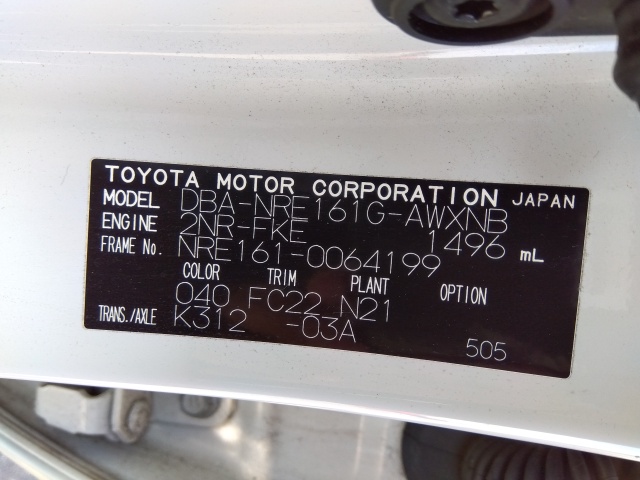 TOYOTA MOTOR CORPORATION JAPAN
MODEL DBA-NRE161G-AWXNB
ENGINE 2NR-FKE 1496 mL
FRAME No. NRE161-0064199
COLOR TRIM PLANT OPTION
040 FC22 N21
TRANS./AXLE K312 -03A
505